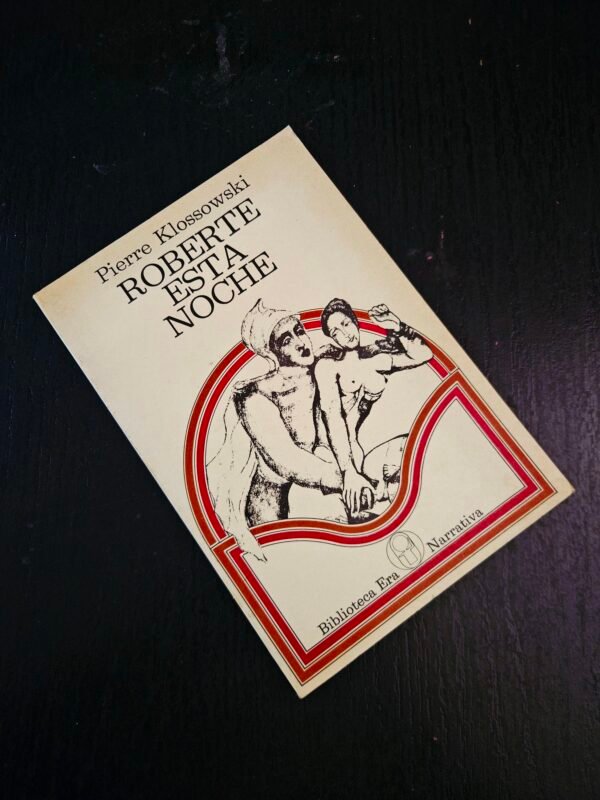 Pierre Klossowski
ROBERTE
ESTA
NOCHE
Biblioteca Era Narrativa